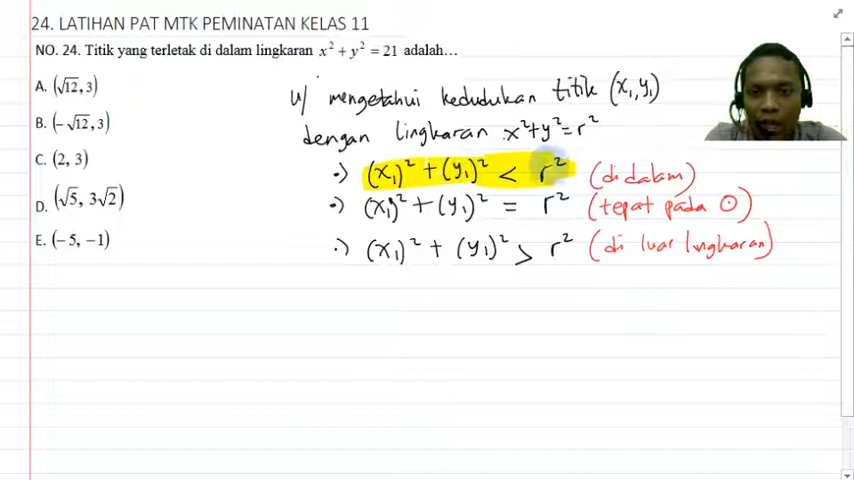 24. LATIHAN PAT MTK PEMINATAN KELAS 11
NO. 24. Titik yang terletak di dalam lingkaran x² + y² = 21 adalah…
A. (√12, 3)
B. (− √12, 3)
C. (2, 3)
D. (√5, 3√2)
E. (− 5, −1)
u/ mengetahui kedudukan titik (x₁, y₁)
dengan lingkaran x² + y² = r²
·) (x₁)² + (y₁)² < r² (di dalam)
·) (x₁)² + (y₁)² = r² (tepat pada ⊙)
·) (x₁)² + (y₁)² > r² (di luar lingkaran)